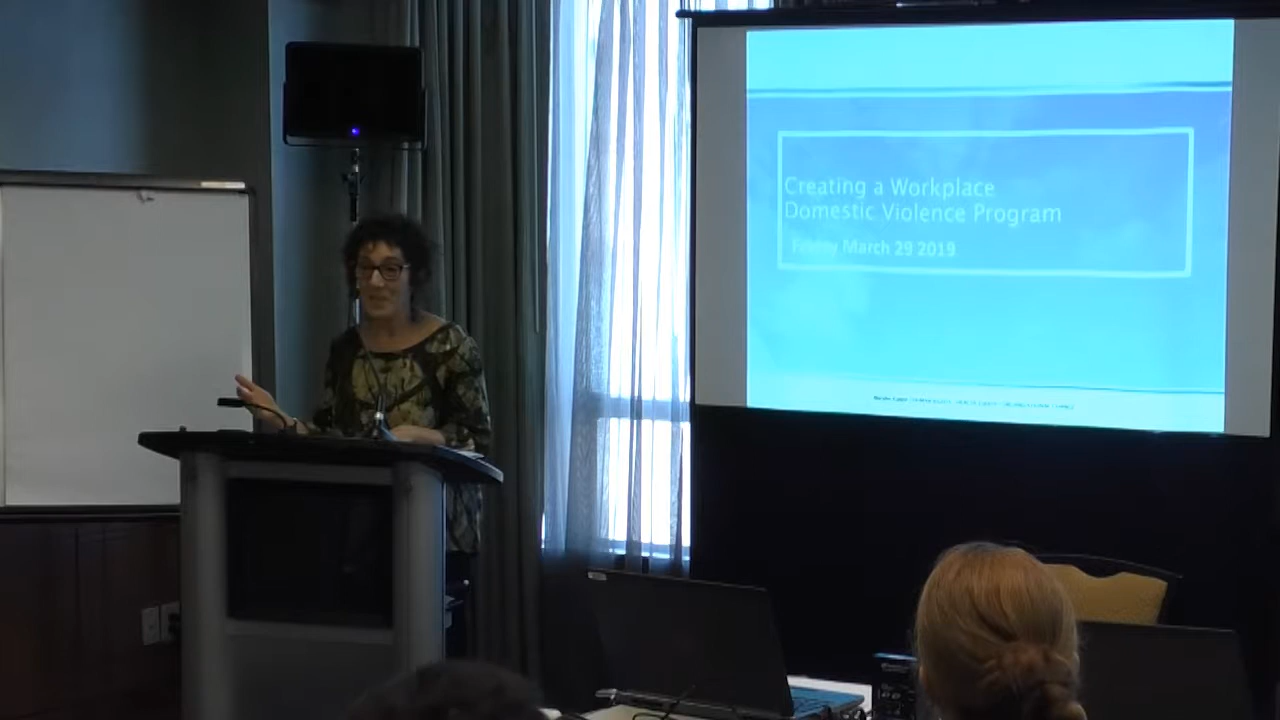 Creating a Workplace
Domestic Violence Program
Friday March 29 2019